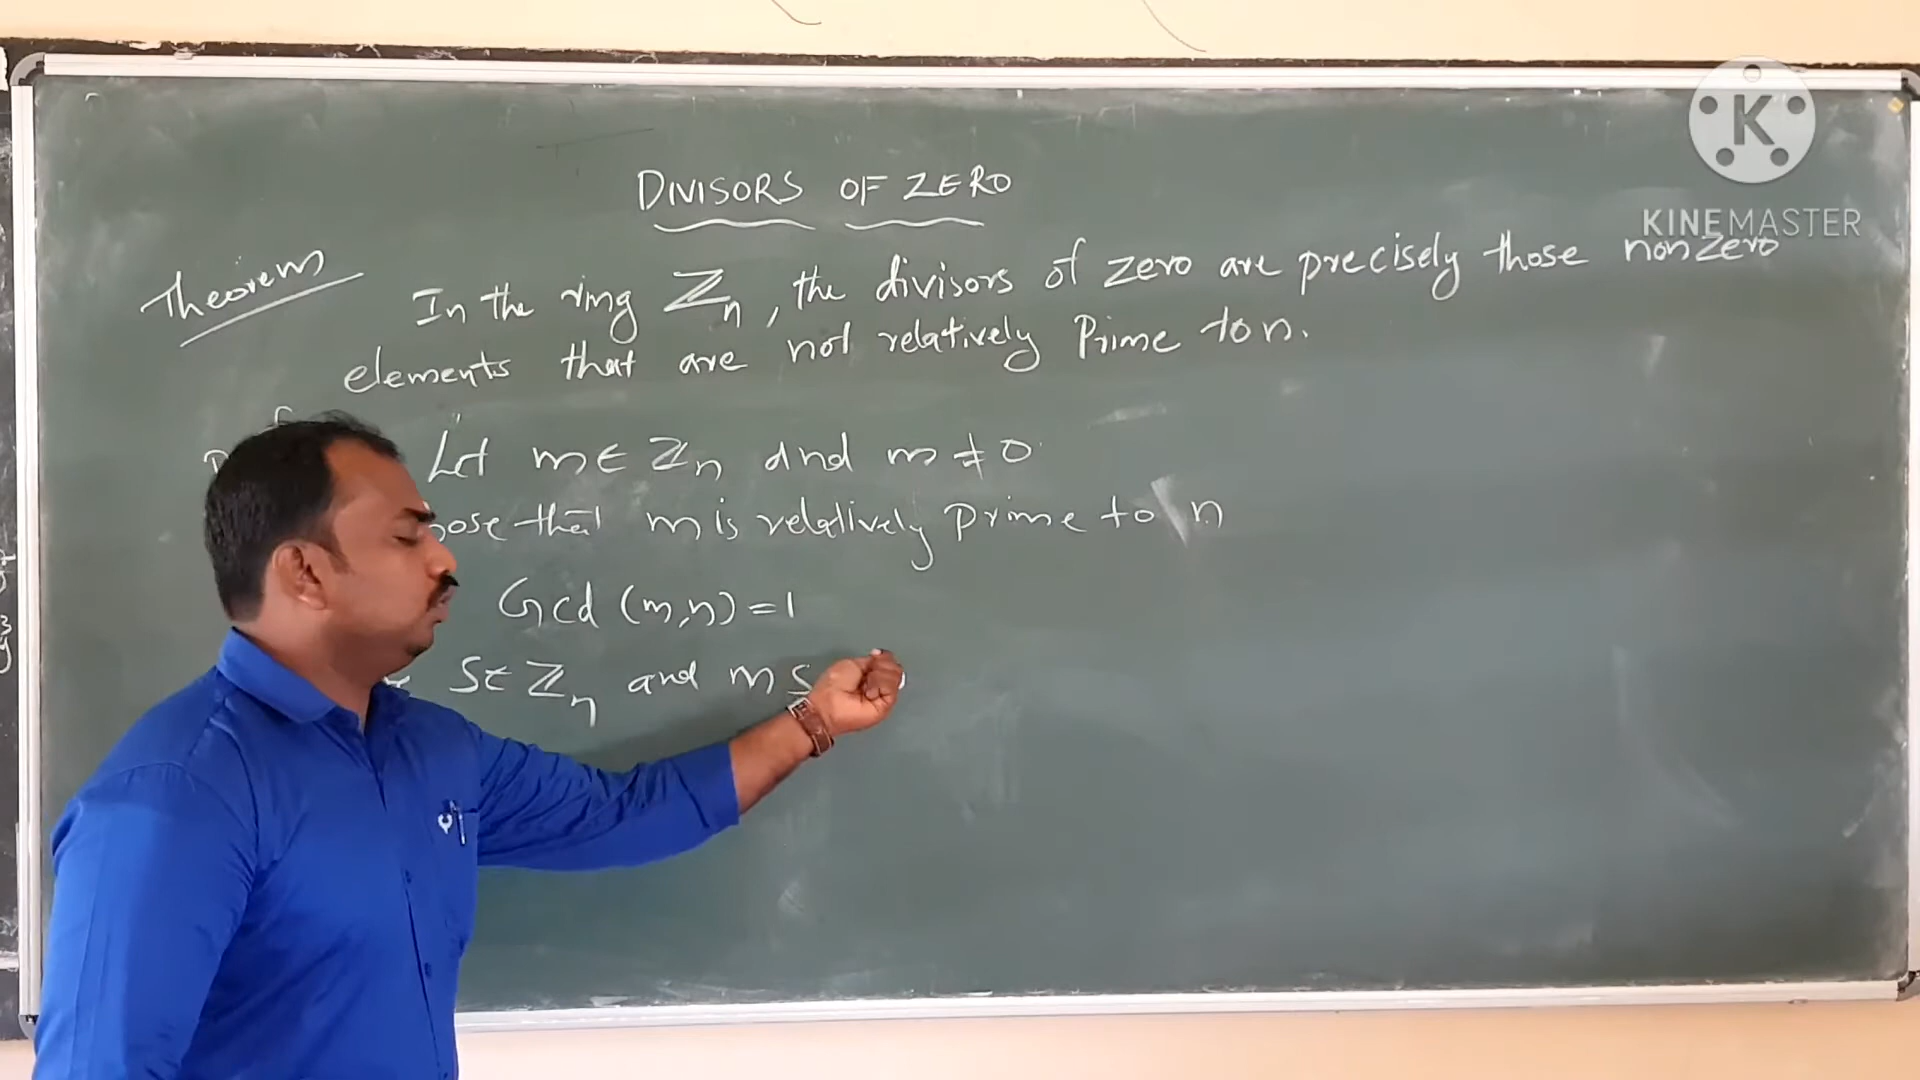 K
KINEMASTER
DIVISORS OF ZERO
Theorem
In the ring ℤn, the divisors of zero are precisely those nonzero
elements that are not relatively Prime to n.
Let m ∈ ℤn and m ≠ 0
pose that m is relatively prime to n
Gcd (m,n) = 1
S ∈ ℤn and m s